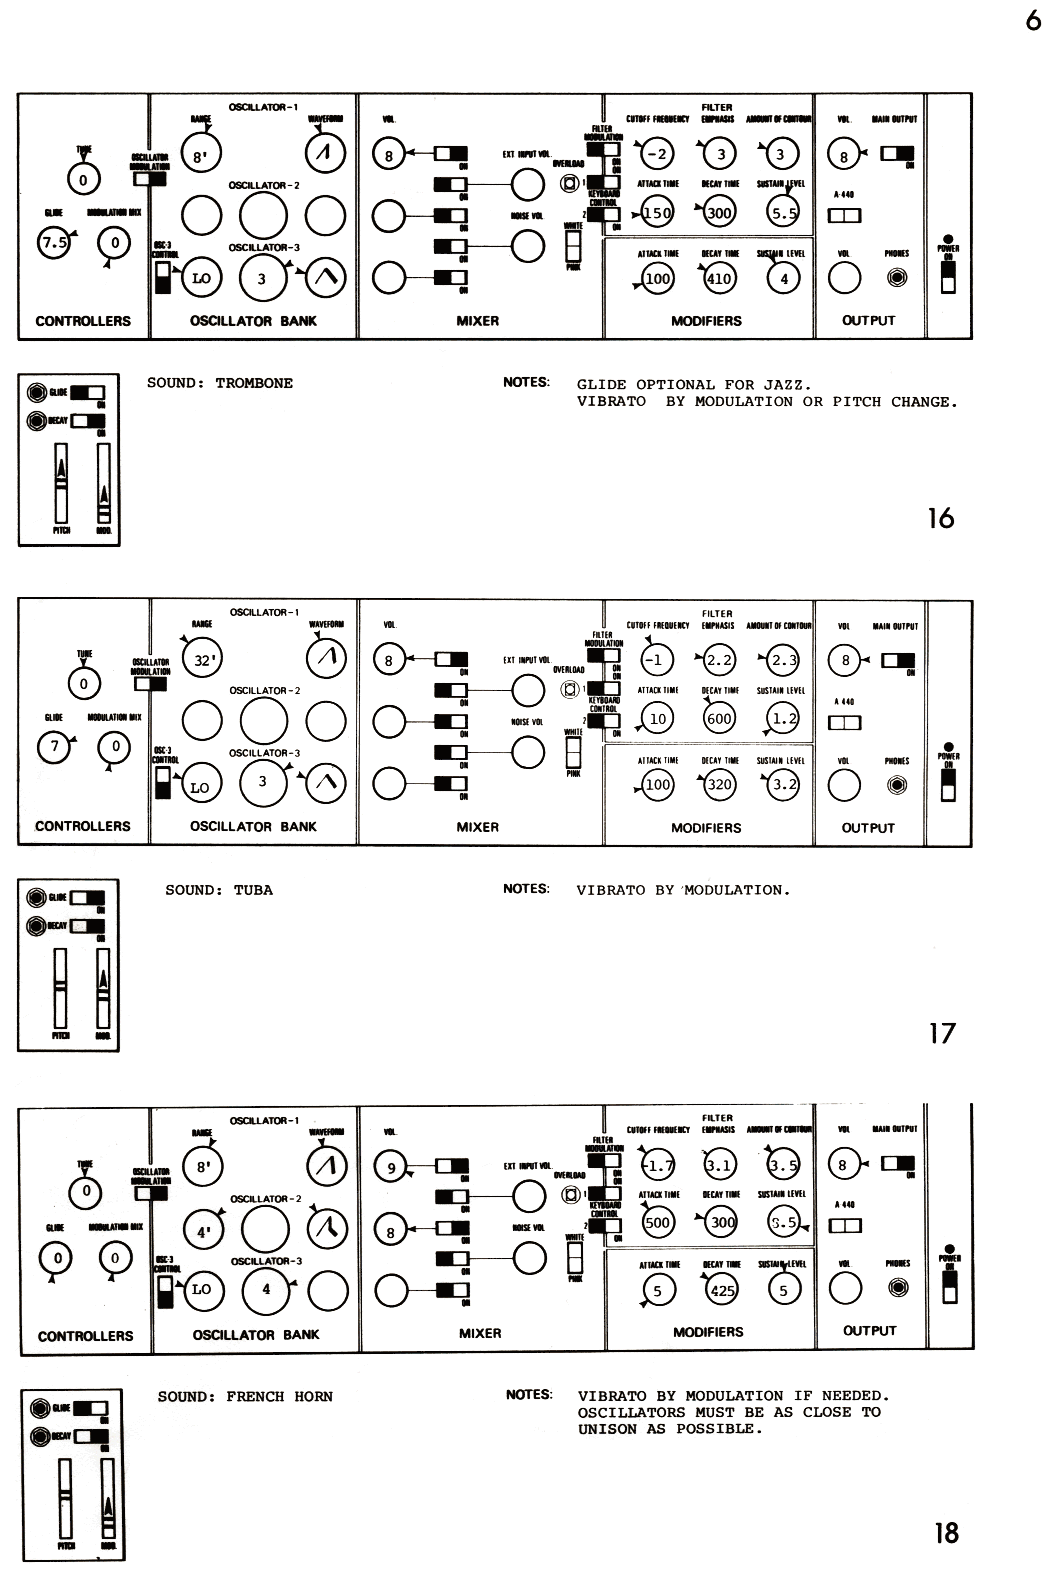 6
OSCILLATOR-1
FILTER
RANGE WAVEFORM VOL. CUTOFF FREQUENCY EMPHASIS AMOUNT OF CONTOUR VOL. MAIN OUTPUT
TUNE OSCILLATOR MODULATION 8' 8 EXT INPUT VOL. OVERLOAD FILTER MODULATION -2 3 3 8
0 ON ON ON ON
OSCILLATOR-2 1 KEYBOARD CONTROL ATTACK TIME DECAY TIME SUSTAIN LEVEL A-440
GLIDE MODULATION MIX ON NOISE VOL. 2 150 300 5.5
7.5 0 OSC-3 CONTROL OSCILLATOR-3 ON WHITE ON ATTACK TIME DECAY TIME SUSTAIN LEVEL VOL. PHONES POWER ON
LO 3 ON PINK 100 410 4
ON
CONTROLLERS OSCILLATOR BANK MIXER MODIFIERS OUTPUT
GLIDE ON
DECAY ON
PITCH MOD.
SOUND: TROMBONE
NOTES: GLIDE OPTIONAL FOR JAZZ.
VIBRATO BY MODULATION OR PITCH CHANGE.
16
OSCILLATOR-1
FILTER
RANGE WAVEFORM VOL. CUTOFF FREQUENCY EMPHASIS AMOUNT OF CONTOUR VOL MAIN OUTPUT
TUNE OSCILLATOR MODULATION 32' 8 EXT INPUT VOL. OVERLOAD FILTER MODULATION -1 2.2 2.3 8
0 ON ON ON ON
OSCILLATOR-2 1 KEYBOARD CONTROL ATTACK TIME DECAY TIME SUSTAIN LEVEL A 440
GLIDE MODULATION MIX ON NOISE VOL 2 10 600 1.2
7 0 OSC-3 CONTROL OSCILLATOR-3 ON WHITE ON ATTACK TIME DECAY TIME SUSTAIN LEVEL VOL PHONES POWER ON
LO 3 ON PINK 100 320 3.2
ON
CONTROLLERS OSCILLATOR BANK MIXER MODIFIERS OUTPUT
GLIDE ON
DECAY ON
PITCH MOD.
SOUND: TUBA
NOTES: VIBRATO BY MODULATION.
17
OSCILLATOR-1
FILTER
RANGE WAVEFORM VOL. CUTOFF FREQUENCY EMPHASIS AMOUNT OF CONTOUR VOL MAIN OUTPUT
TUNE OSCILLATOR MODULATION 8' 9 EXT INPUT VOL. OVERLOAD FILTER MODULATION -1.7 3.1 3.5 8
0 ON ON ON ON
OSCILLATOR-2 1 KEYBOARD CONTROL ATTACK TIME DECAY TIME SUSTAIN LEVEL A 440
GLIDE MODULATION MIX 4' 8 ON NOISE VOL 2 500 300 3.5
0 0 OSC-3 CONTROL OSCILLATOR-3 ON WHITE ON ATTACK TIME DECAY TIME SUSTAIN LEVEL VOL PHONES POWER ON
LO 4 ON PINK 5 425 5
ON
CONTROLLERS OSCILLATOR BANK MIXER MODIFIERS OUTPUT
GLIDE ON
DECAY ON
PITCH MOD.
SOUND: FRENCH HORN
NOTES: VIBRATO BY MODULATION IF NEEDED.
OSCILLATORS MUST BE AS CLOSE TO
UNISON AS POSSIBLE.
18